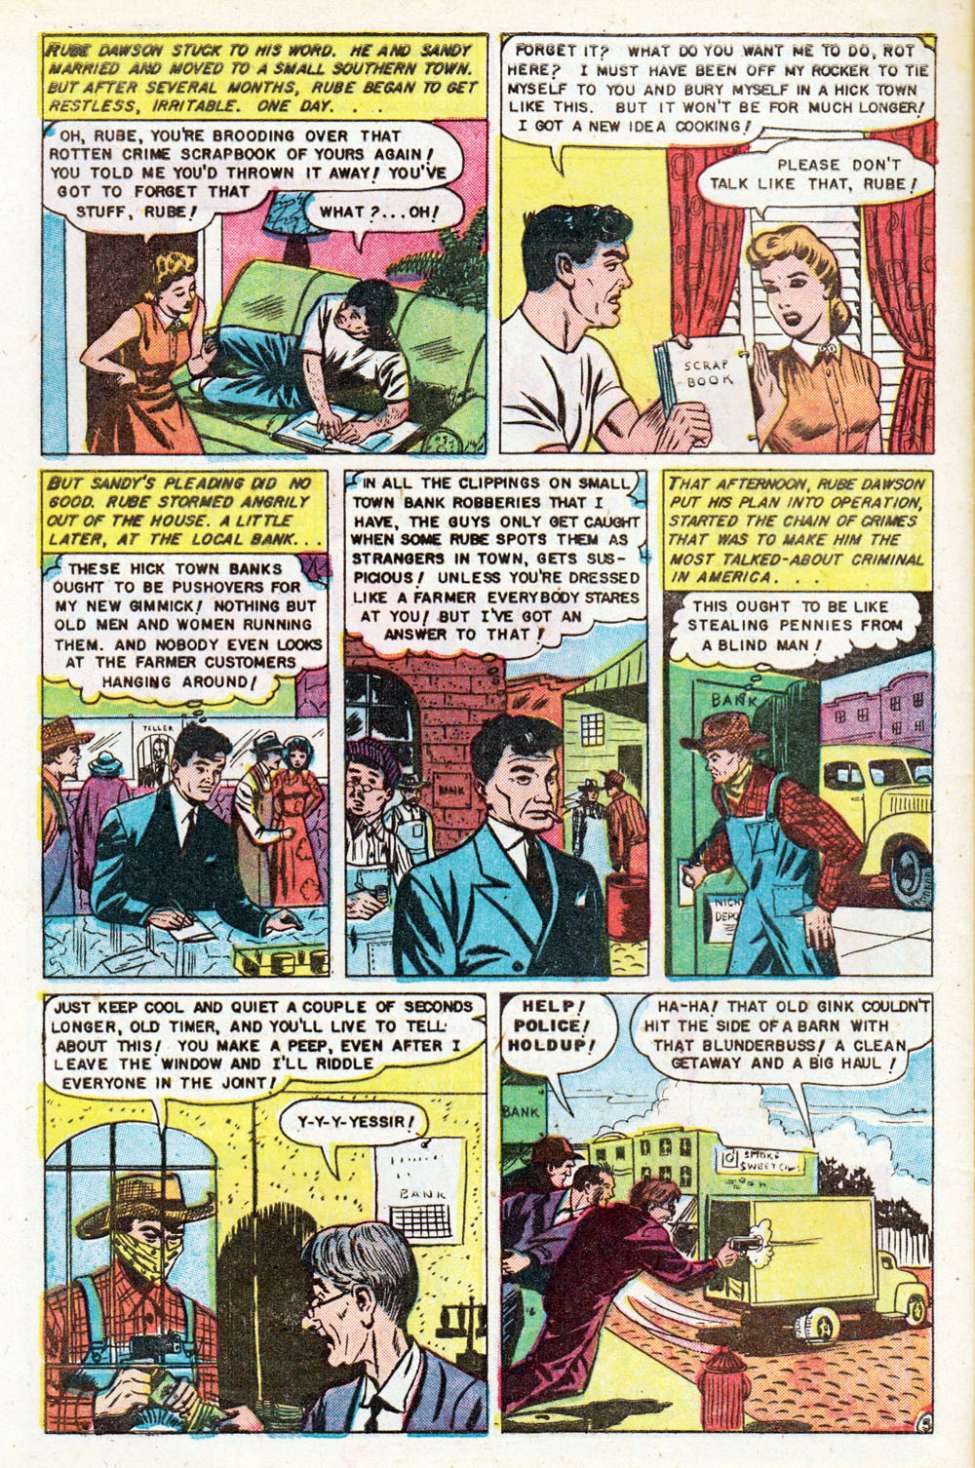 RUBE DAWSON STUCK TO HIS WORD. HE AND SANDY
MARRIED AND MOVED TO A SMALL SOUTHERN TOWN.
BUT AFTER SEVERAL MONTHS, RUBE BEGAN TO GET
RESTLESS, IRRITABLE. ONE DAY. . . .
OH, RUBE, YOU'RE BROODING OVER THAT
ROTTEN CRIME SCRAPBOOK OF YOURS AGAIN!
YOU TOLD ME YOU'D THROWN IT AWAY! YOU'VE
GOT TO FORGET THAT
STUFF, RUBE!
WHAT?...OH!
FORGET IT? WHAT DO YOU WANT ME TO DO, ROT
HERE? I MUST HAVE BEEN OFF MY ROCKER TO TIE
MYSELF TO YOU AND BURY MYSELF IN A HICK TOWN
LIKE THIS. BUT IT WON'T BE FOR MUCH LONGER!
I GOT A NEW IDEA COOKING!
PLEASE DON'T
TALK LIKE THAT, RUBE!
SCRAP
BOOK
BUT SANDY'S PLEADING DID NO
GOOD. RUBE STORMED ANGRILY
OUT OF THE HOUSE. A LITTLE
LATER, AT THE LOCAL BANK. . .
THESE HICK TOWN BANKS
OUGHT TO BE PUSHOVERS FOR
MY NEW GIMMICK! NOTHING BUT
OLD MEN AND WOMEN RUNNING
THEM. AND NOBODY EVEN LOOKS
AT THE FARMER CUSTOMERS
HANGING AROUND!
TELLER
IN ALL THE CLIPPINGS ON SMALL
TOWN BANK ROBBERIES THAT I
HAVE, THE GUYS ONLY GET CAUGHT
WHEN SOME RUBE SPOTS THEM AS
STRANGERS IN TOWN, GETS SUS-
PICIOUS! UNLESS YOU'RE DRESSED
LIKE A FARMER EVERYBODY STARES
AT YOU! BUT I'VE GOT AN
ANSWER TO THAT!
BANK
THAT AFTERNOON, RUBE DAWSON
PUT HIS PLAN INTO OPERATION,
STARTED THE CHAIN OF CRIMES
THAT WAS TO MAKE HIM THE
MOST TALKED-ABOUT CRIMINAL
IN AMERICA. . . .
THIS OUGHT TO BE LIKE
STEALING PENNIES FROM
A BLIND MAN!
BANK
NIGH
DEPO
JUST KEEP COOL AND QUIET A COUPLE OF SECONDS
LONGER, OLD TIMER, AND YOU'LL LIVE TO TELL
ABOUT THIS! YOU MAKE A PEEP, EVEN AFTER I
LEAVE THE WINDOW AND I'LL RIDDLE
EVERYONE IN THE JOINT!
Y-Y-Y-YESSIR!
BANK
HELP!
POLICE!
HOLDUP!
HA-HA! THAT OLD GINK COULDN'T
HIT THE SIDE OF A BARN WITH
THAT BLUNDERBUSS! A CLEAN
GETAWAY AND A BIG HAUL!
BANK
SMOKE